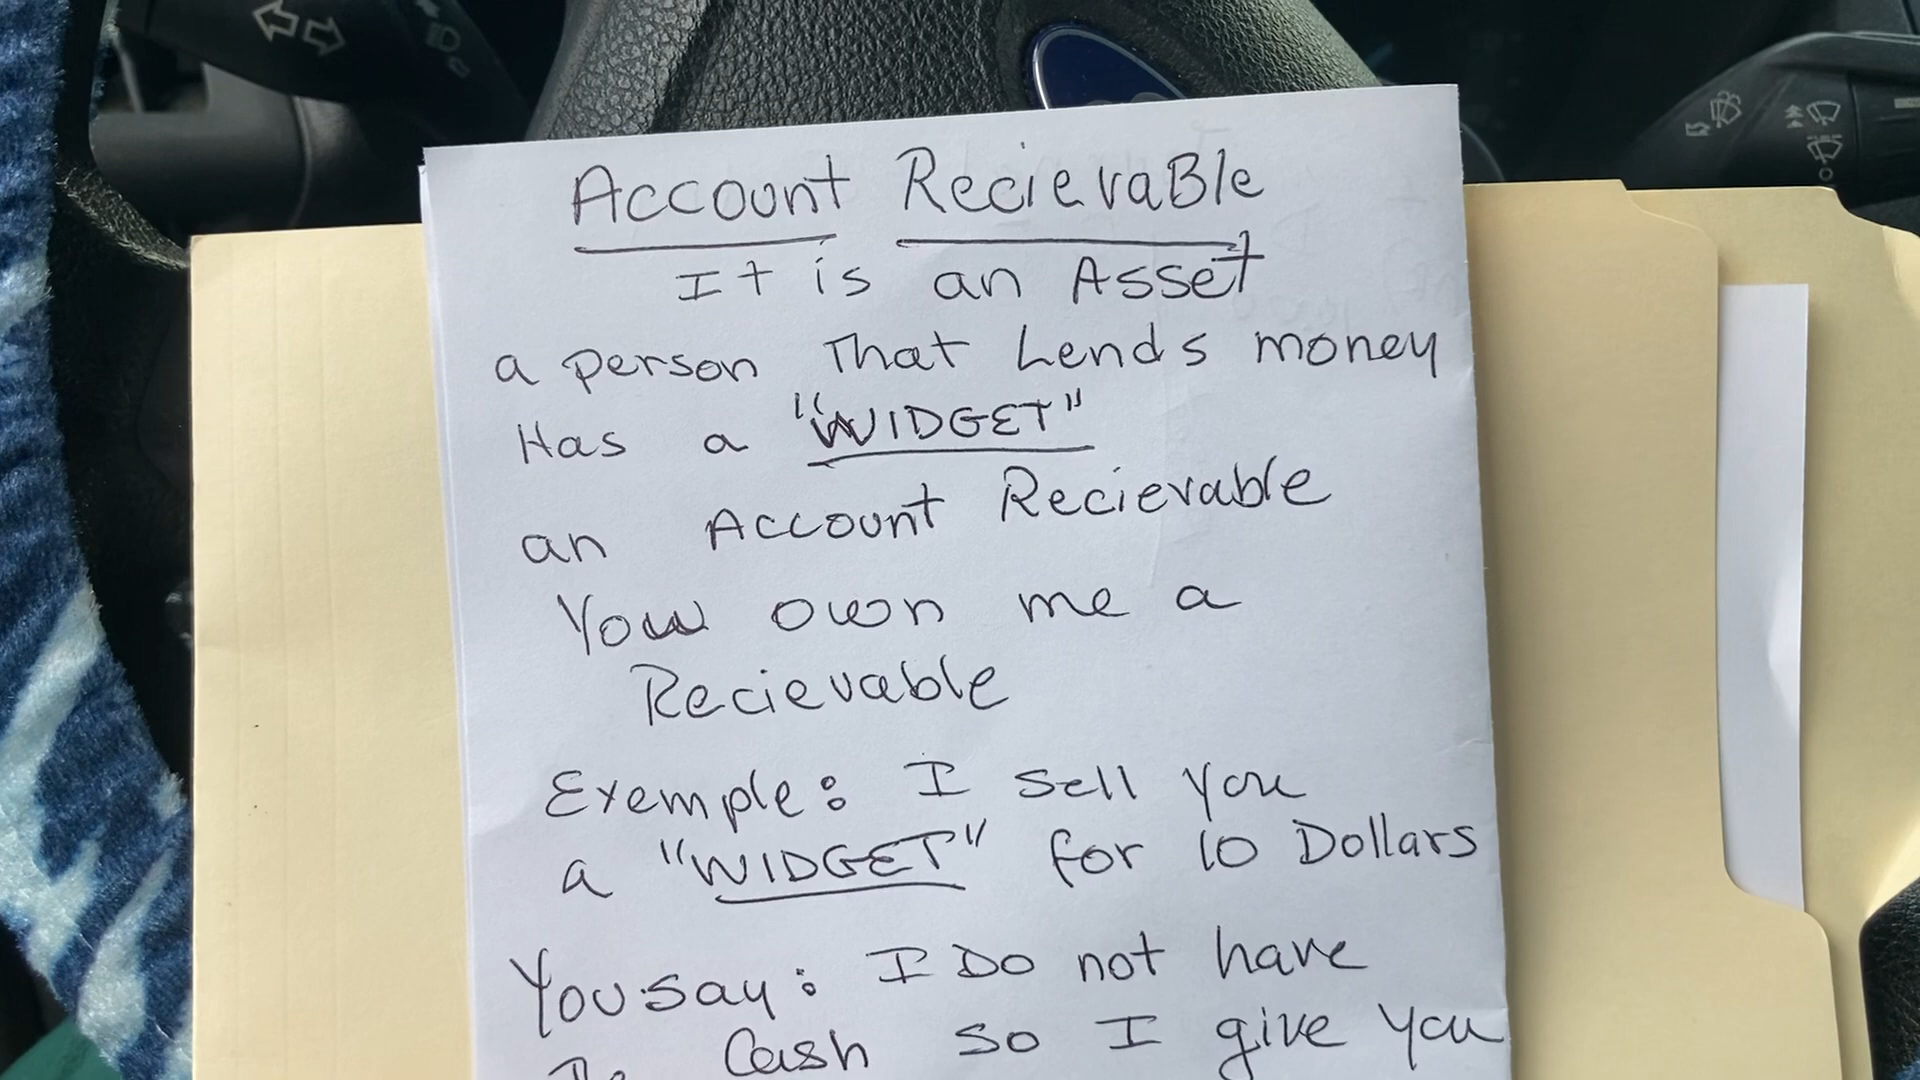 Account RecievaBle
It is an Asset
a person That Lends money
Has a "WIDGET"
an Account Recievable
You own me a
Recievable
Exemple: I sell you
a "WIDGET" for 10 Dollars
You say: I Do not have
Cash so I give you